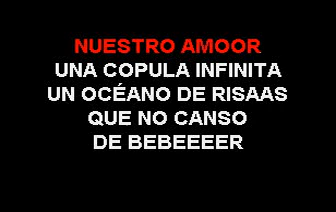 NUESTRO AMOOR
UNA COPULA INFINITA
UN OCÉANO DE RISAAS
QUE NO CANSO
DE BEBEEEER